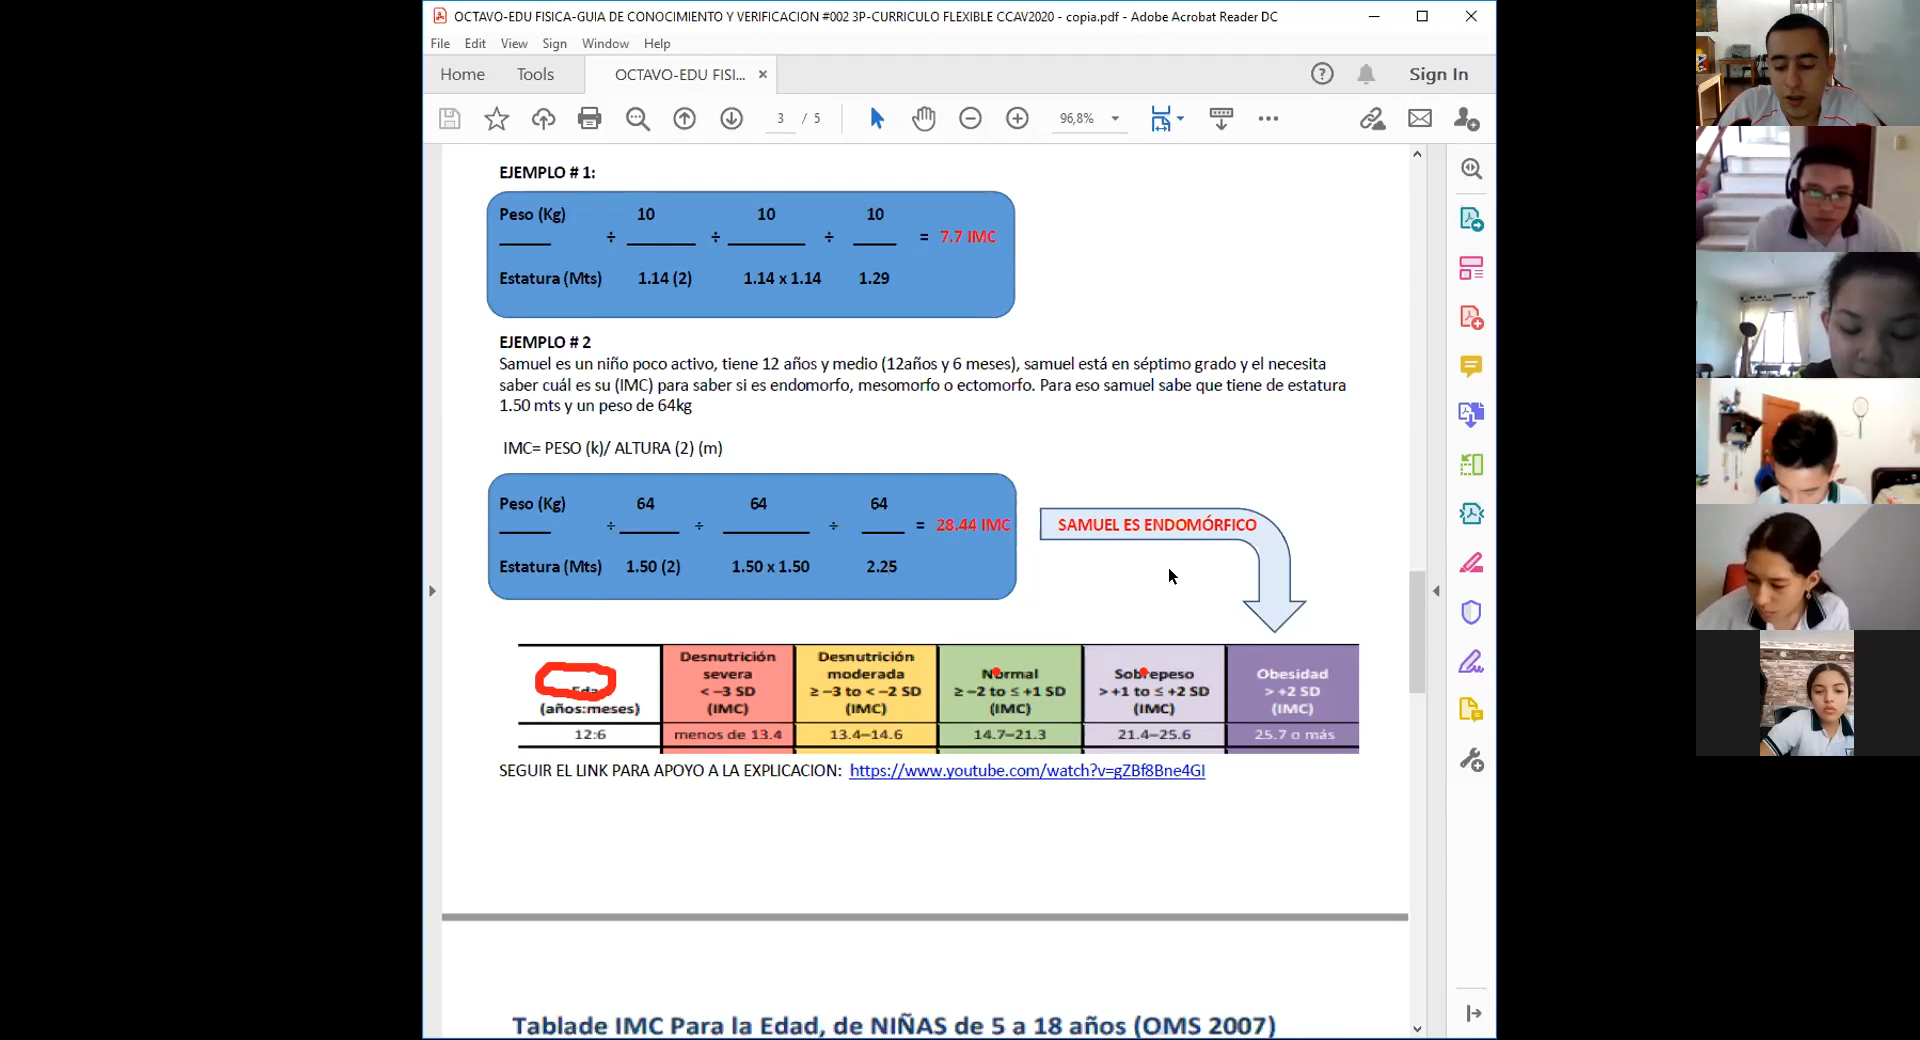 OCTAVO-EDU FISICA-GUIA DE CONOCIMIENTO Y VERIFICACION #002 3P-CURRICULO FLEXIBLE CCAV2020 - copia.pdf - Adobe Acrobat Reader DC
File Edit View Sign Window Help
Home Tools OCTAVO-EDU FISI... × Sign In
3 / 5 96,8%
EJEMPLO # 1:
Peso (Kg) 10 10 10
÷ ÷ ÷ = 7.7 IMC
Estatura (Mts) 1.14 (2) 1.14 x 1.14 1.29
EJEMPLO # 2
Samuel es un niño poco activo, tiene 12 años y medio (12años y 6 meses), samuel está en séptimo grado y el necesita
saber cuál es su (IMC) para saber si es endomorfo, mesomorfo o ectomorfo. Para eso samuel sabe que tiene de estatura
1.50 mts y un peso de 64kg
IMC= PESO (k)/ ALTURA (2) (m)
Peso (Kg) 64 64 64
÷ ÷ ÷ = 28.44 IMC
Estatura (Mts) 1.50 (2) 1.50 x 1.50 2.25
SAMUEL ES ENDOMÓRFICO
Desnutrición Desnutrición
severa moderada Normal Sobrepeso Obesidad
< −3 SD ≥ −3 to < −2 SD ≥ −2 to ≤ +1 SD > +1 to ≤ +2 SD > +2 SD
(años:meses) (IMC) (IMC) (IMC) (IMC) (IMC)
12:6 menos de 13.4 13.4–14.6 14.7–21.3 21.4–25.6 25.7 o más
SEGUIR EL LINK PARA APOYO A LA EXPLICACION: https://www.youtube.com/watch?v=gZBf8Bne4GI
Tablade IMC Para la Edad, de NIÑAS de 5 a 18 años (OMS 2007)